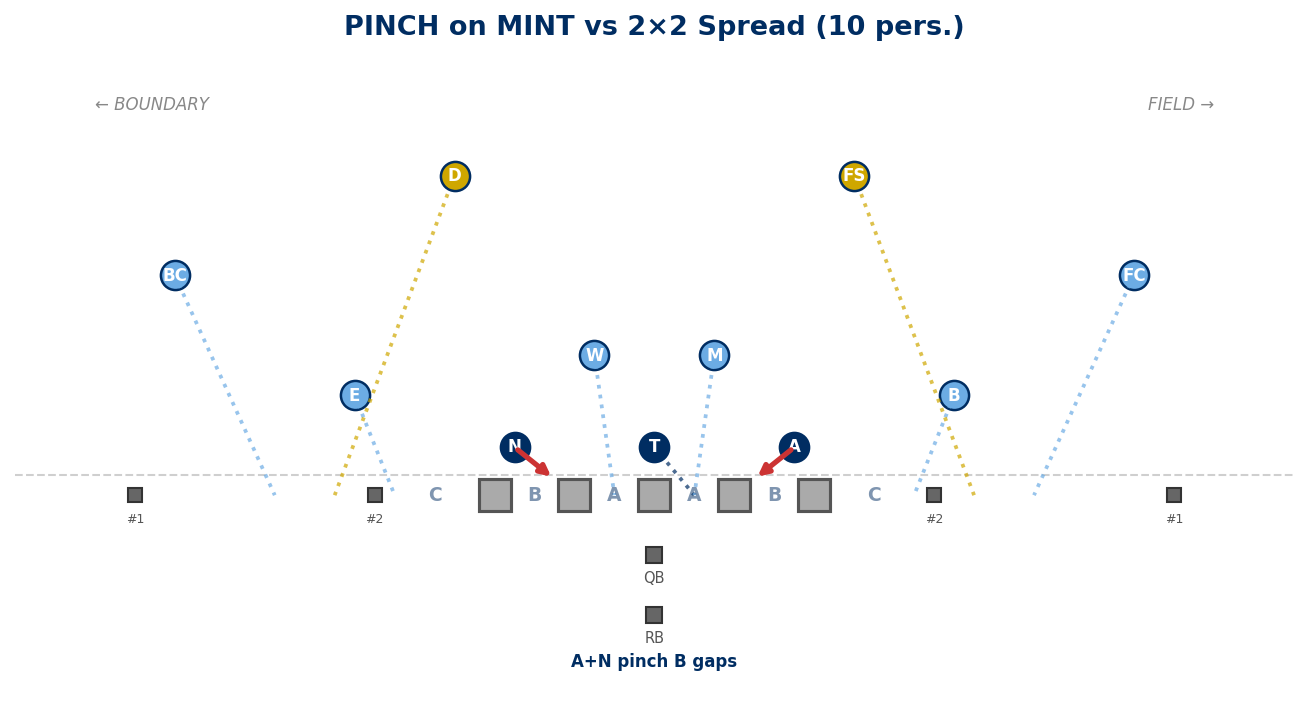 PINCH on MINT vs 2×2 Spread (10 pers.)
← BOUNDARY
FIELD →
D
FS
BC
FC
W
M
E
B
N
T
A
C
B
A
A
B
C
#1
#2
#2
#1
QB
RB
A+N pinch B gaps